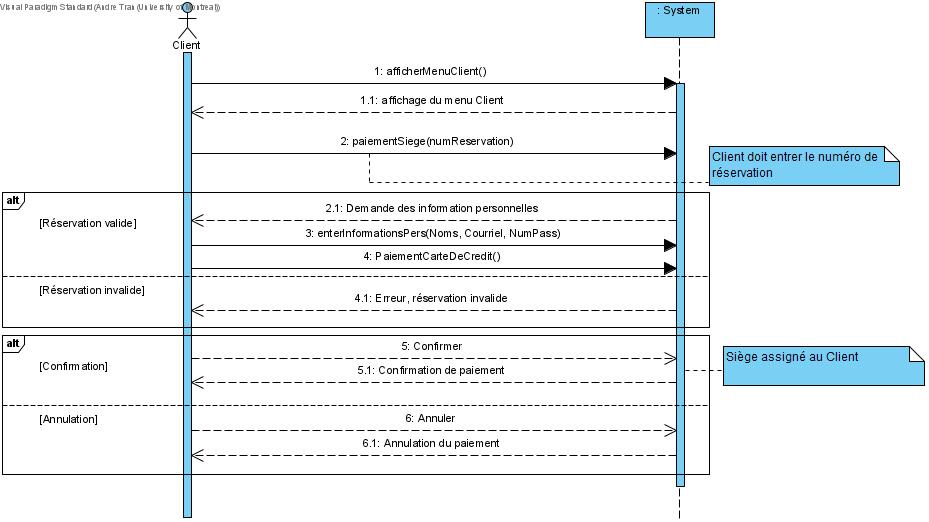 Visual Paradigm Standard (Andre Tran (University of Montreal))
Client
: System
1: afficherMenuClient()
1.1: affichage du menu Client
2: paiementSiege(numReservation)
Client doit entrer le numéro de
réservation
alt
[Réservation valide]
2.1: Demande des information personnelles
3: enterInformationsPers(Noms, Courriel, NumPass)
4: PaiementCarteDeCredit()
[Réservation invalide]
4.1: Erreur, réservation invalide
alt
[Confirmation]
5: Confirmer
Siège assigné au Client
5.1: Confirmation de paiement
[Annulation]
6: Annuler
6.1: Annulation du paiement